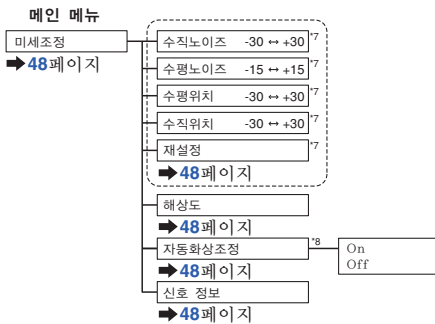 메인 메뉴
미세조정
➡48페이지
수직노이즈 -30 ↔ +30 *7
수평노이즈 -15 ↔ +15 *7
수평위치 -30 ↔ +30 *7
수직위치 -30 ↔ +30 *7
재설정 *7
➡48페이지
해상도
➡48페이지
자동화상조정 *8
On
Off
➡48페이지
신호 정보
➡48페이지